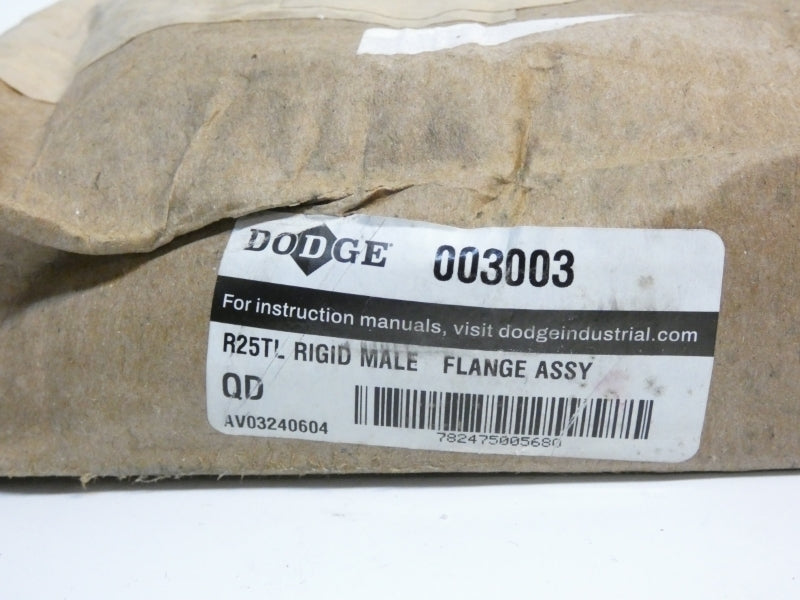 DODGE 003003
For instruction manuals, visit dodgeindustrial.com
R25TL RIGID MALE FLANGE ASSY
QD
AV03240604
782475005680